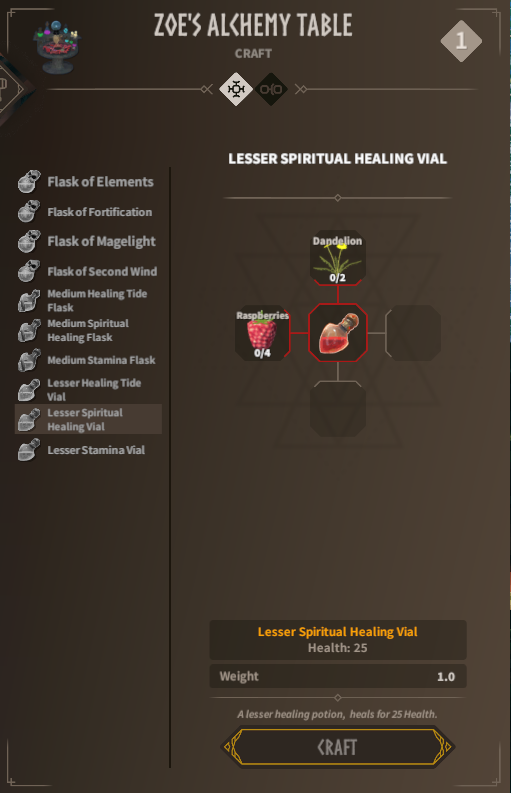 ZOE'S ALCHEMY TABLE
CRAFT
1
LESSER SPIRITUAL HEALING VIAL
Flask of Elements
Flask of Fortification
Flask of Magelight
Flask of Second Wind
Medium Healing Tide
Flask
Medium Spiritual
Healing Flask
Medium Stamina Flask
Lesser Healing Tide
Vial
Lesser Spiritual
Healing Vial
Lesser Stamina Vial
Dandelion
0/2
Raspberries
0/4
Lesser Spiritual Healing Vial
Health: 25
Weight 1.0
A lesser healing potion, heals for 25 Health.
CRAFT